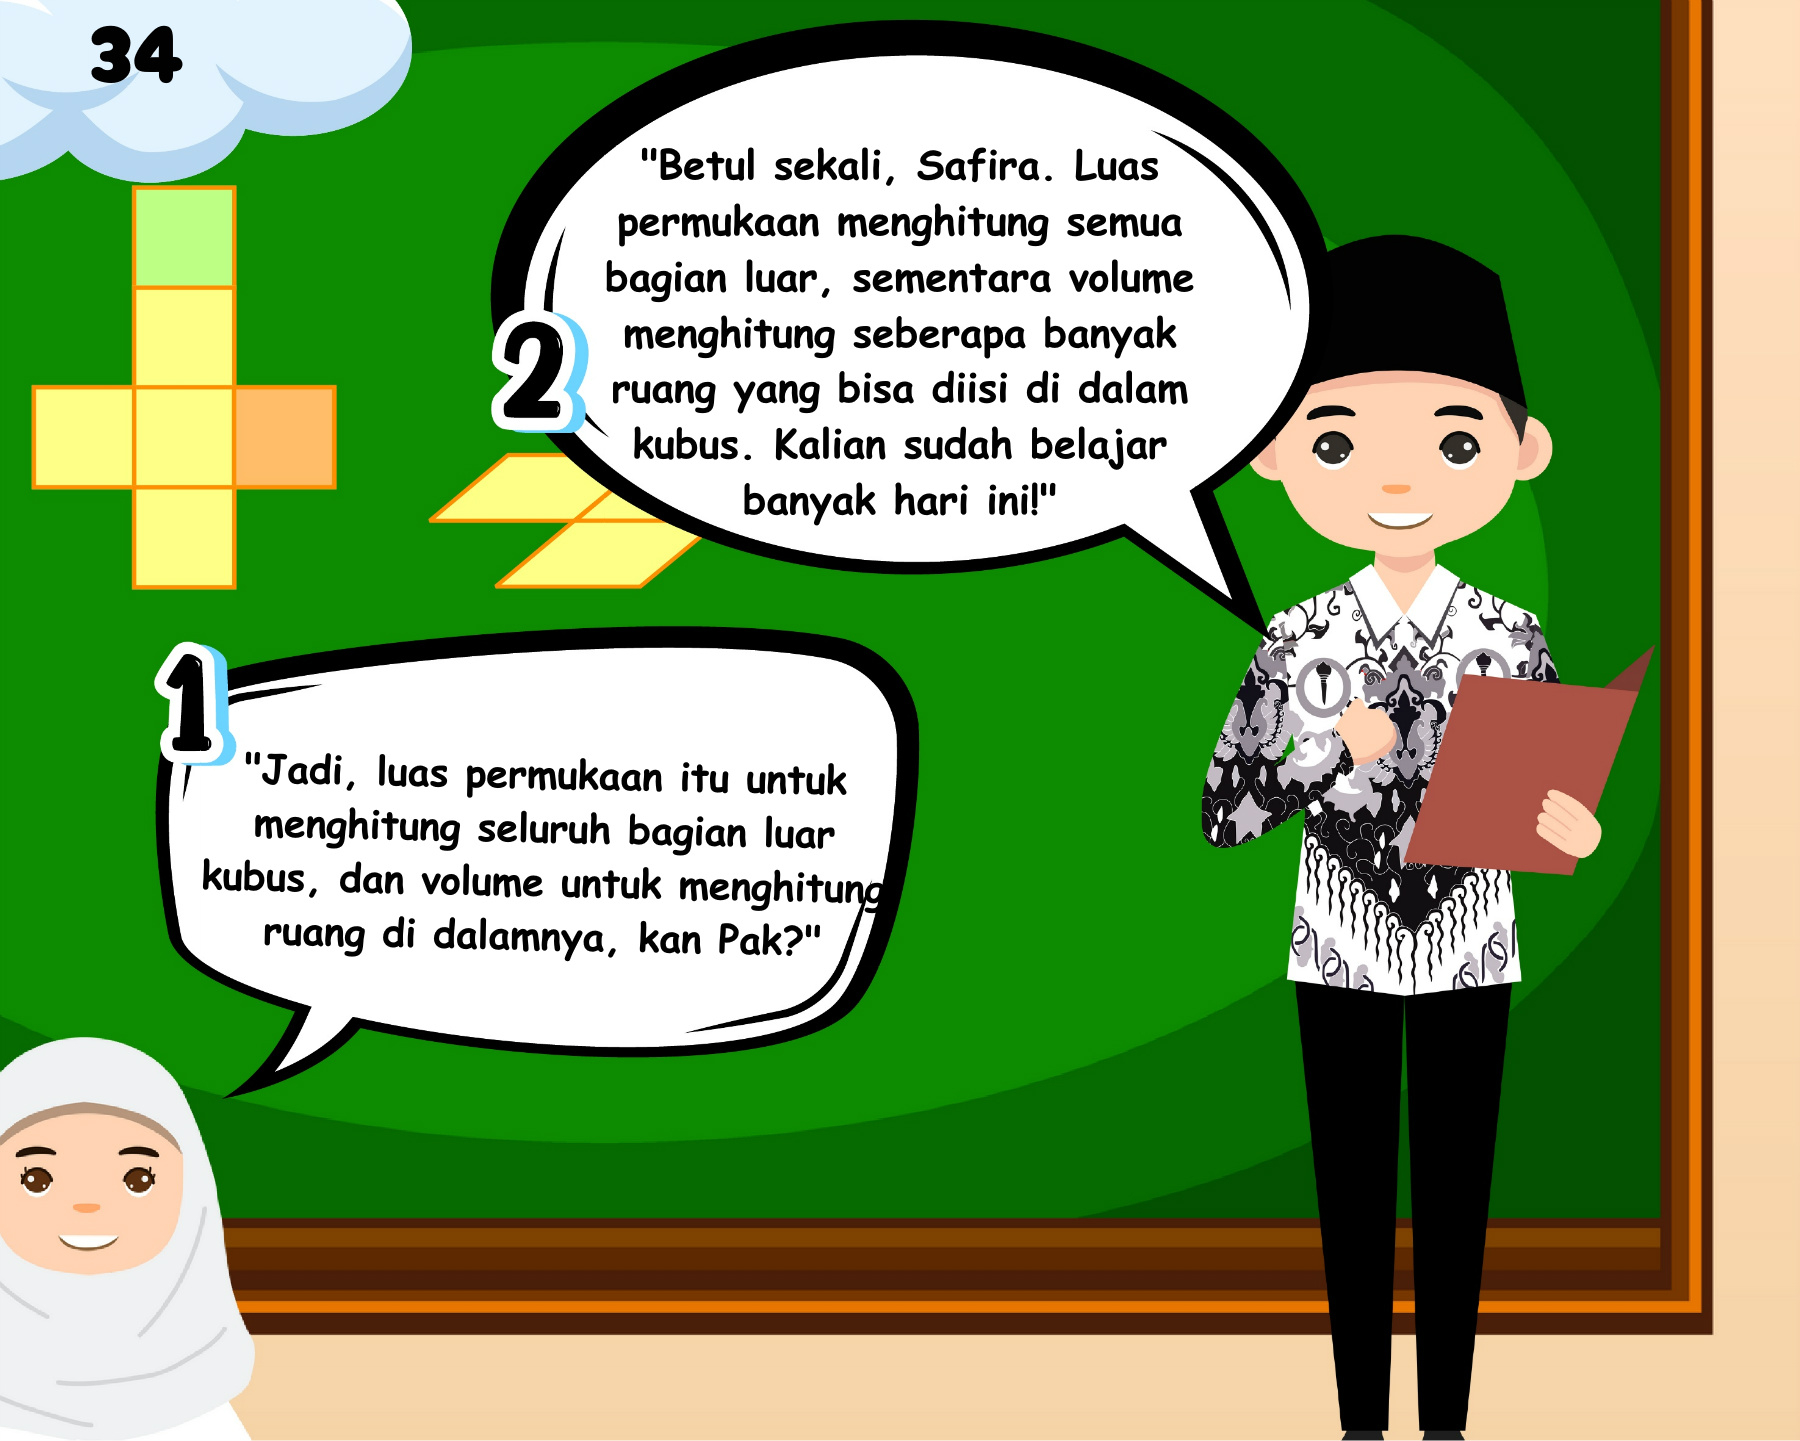 34
1
"Jadi, luas permukaan itu untuk
menghitung seluruh bagian luar
kubus, dan volume untuk menghitung
ruang di dalamnya, kan Pak?"
2
"Betul sekali, Safira. Luas
permukaan menghitung semua
bagian luar, sementara volume
menghitung seberapa banyak
ruang yang bisa diisi di dalam
kubus. Kalian sudah belajar
banyak hari ini!"